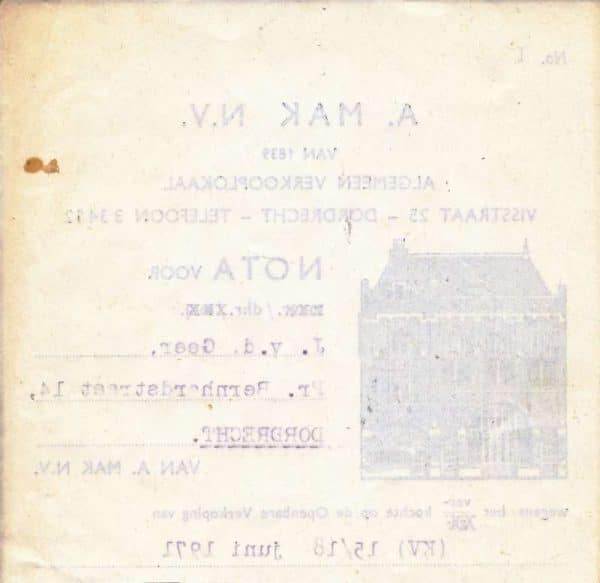 No. I
A. MAK N.V.
VAN 1839
ALGEMEEN VERKOOPLOKAAL
VISSTRAAT 25 - DORDRECHT - TELEFOON 3 3412
NOTA VOOR
/dhr.
J. v.d. Geer,
Pr. Bernhardstraat 14,
DORDRECHT.
VAN A. MAK N.V.
wegens het ver-
kochte op de Openbare Verkoping van
(KV) 15/18 juni 1971